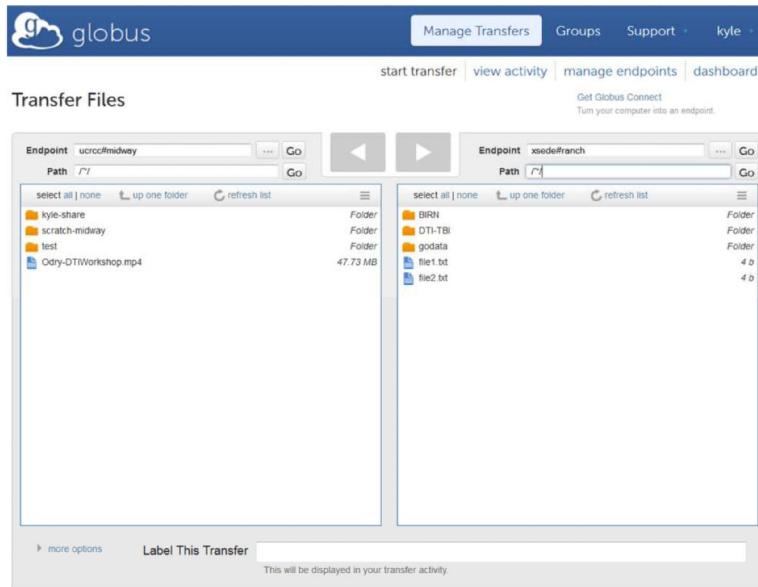 globus
Manage Transfers Groups Support kyle
start transfer view activity manage endpoints dashboard
Transfer Files
Get Globus Connect
Turn your computer into an endpoint.
Endpoint ucrcc#midway ... Go
Path /~/ Go
Endpoint xsede#ranch ... Go
Path /~/ Go
select all | none up one folder refresh list
kyle-share Folder
scratch-midway Folder
test Folder
Odry-DTIWorkshop.mp4 47.73 MB
select all | none up one folder refresh list
BIRN Folder
DTI-TBI Folder
godata Folder
file1.txt 4 b
file2.txt 4 b
more options Label This Transfer
This will be displayed in your transfer activity.